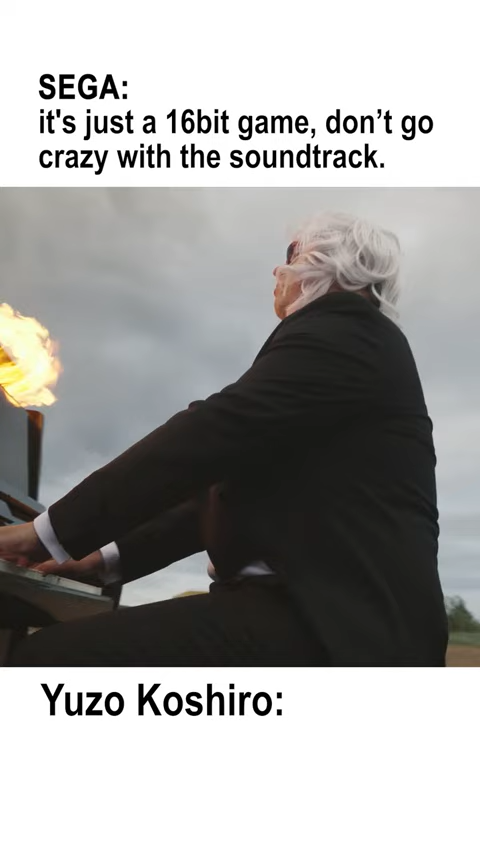 SEGA:
it's just a 16bit game, don’t go
crazy with the soundtrack.
Yuzo Koshiro: